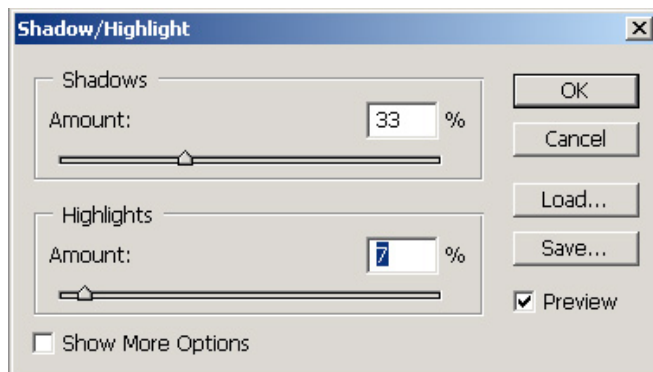 Shadow/Highlight
Shadows
Amount: 33 %
Highlights
Amount: 7 %
Show More Options
OK
Cancel
Load...
Save...
Preview